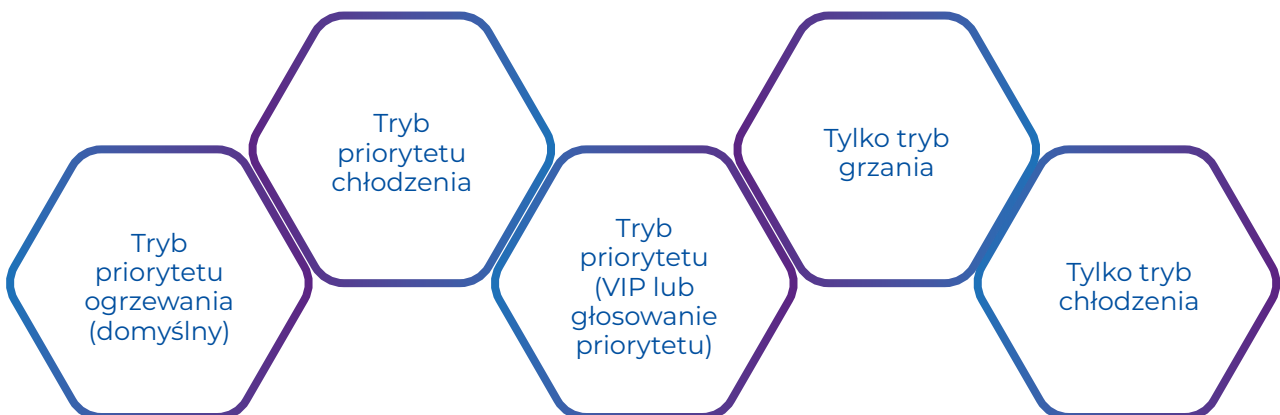 Tryb
priorytetu
ogrzewania
(domyślny)
Tryb
priorytetu
chłodzenia
Tryb
priorytetu
(VIP lub
głosowanie
priorytetu)
Tylko tryb
grzania
Tylko tryb
chłodzenia